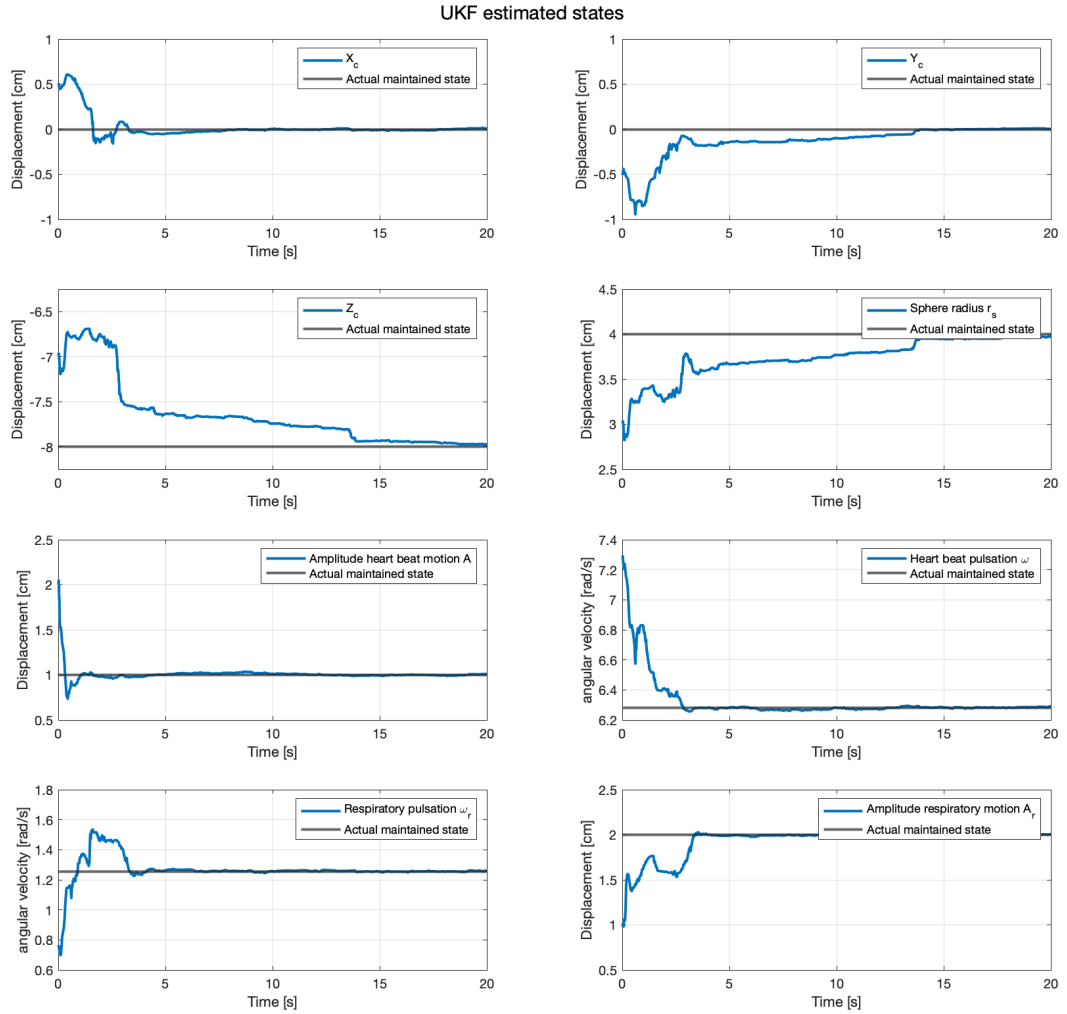 UKF estimated states
1
0.5
0
-0.5
-1
Displacement [cm]
X_c
Actual maintained state
0 5 10 15 20
Time [s]
1
0.5
0
-0.5
-1
Displacement [cm]
Y_c
Actual maintained state
0 5 10 15 20
Time [s]
-6.5
-7
-7.5
-8
Displacement [cm]
Z_c
Actual maintained state
0 5 10 15 20
Time [s]
4.5
4
3.5
3
2.5
Displacement [cm]
Sphere radius r_s
Actual maintained state
0 5 10 15 20
Time [s]
2.5
2
1.5
1
0.5
Displacement [cm]
Amplitude heart beat motion A
Actual maintained state
0 5 10 15 20
Time [s]
7.4
7.2
7
6.8
6.6
6.4
6.2
angular velocity [rad/s]
Heart beat pulsation ω
Actual maintained state
0 5 10 15 20
Time [s]
1.8
1.6
1.4
1.2
1
0.8
0.6
angular velocity [rad/s]
Respiratory pulsation ω_r
Actual maintained state
0 5 10 15 20
Time [s]
2.5
2
1.5
1
0.5
Displacement [cm]
Amplitude respiratory motion A_r
Actual maintained state
0 5 10 15 20
Time [s]